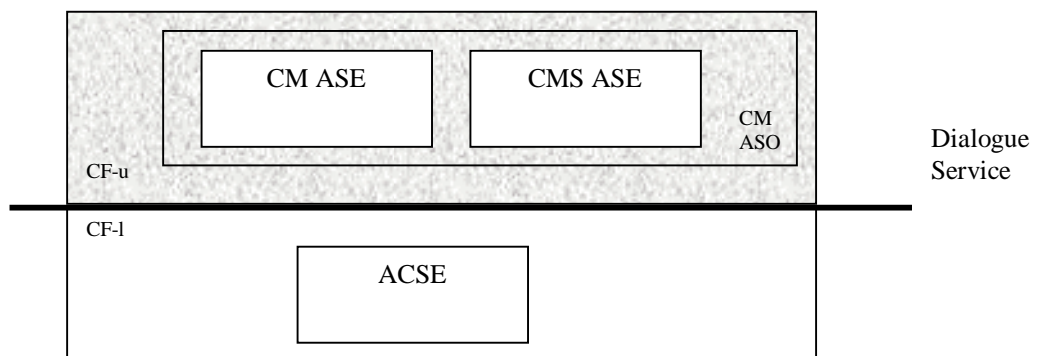 CM ASE
CMS ASE
CM
ASO
CF-u
Dialogue
Service
CF-l
ACSE